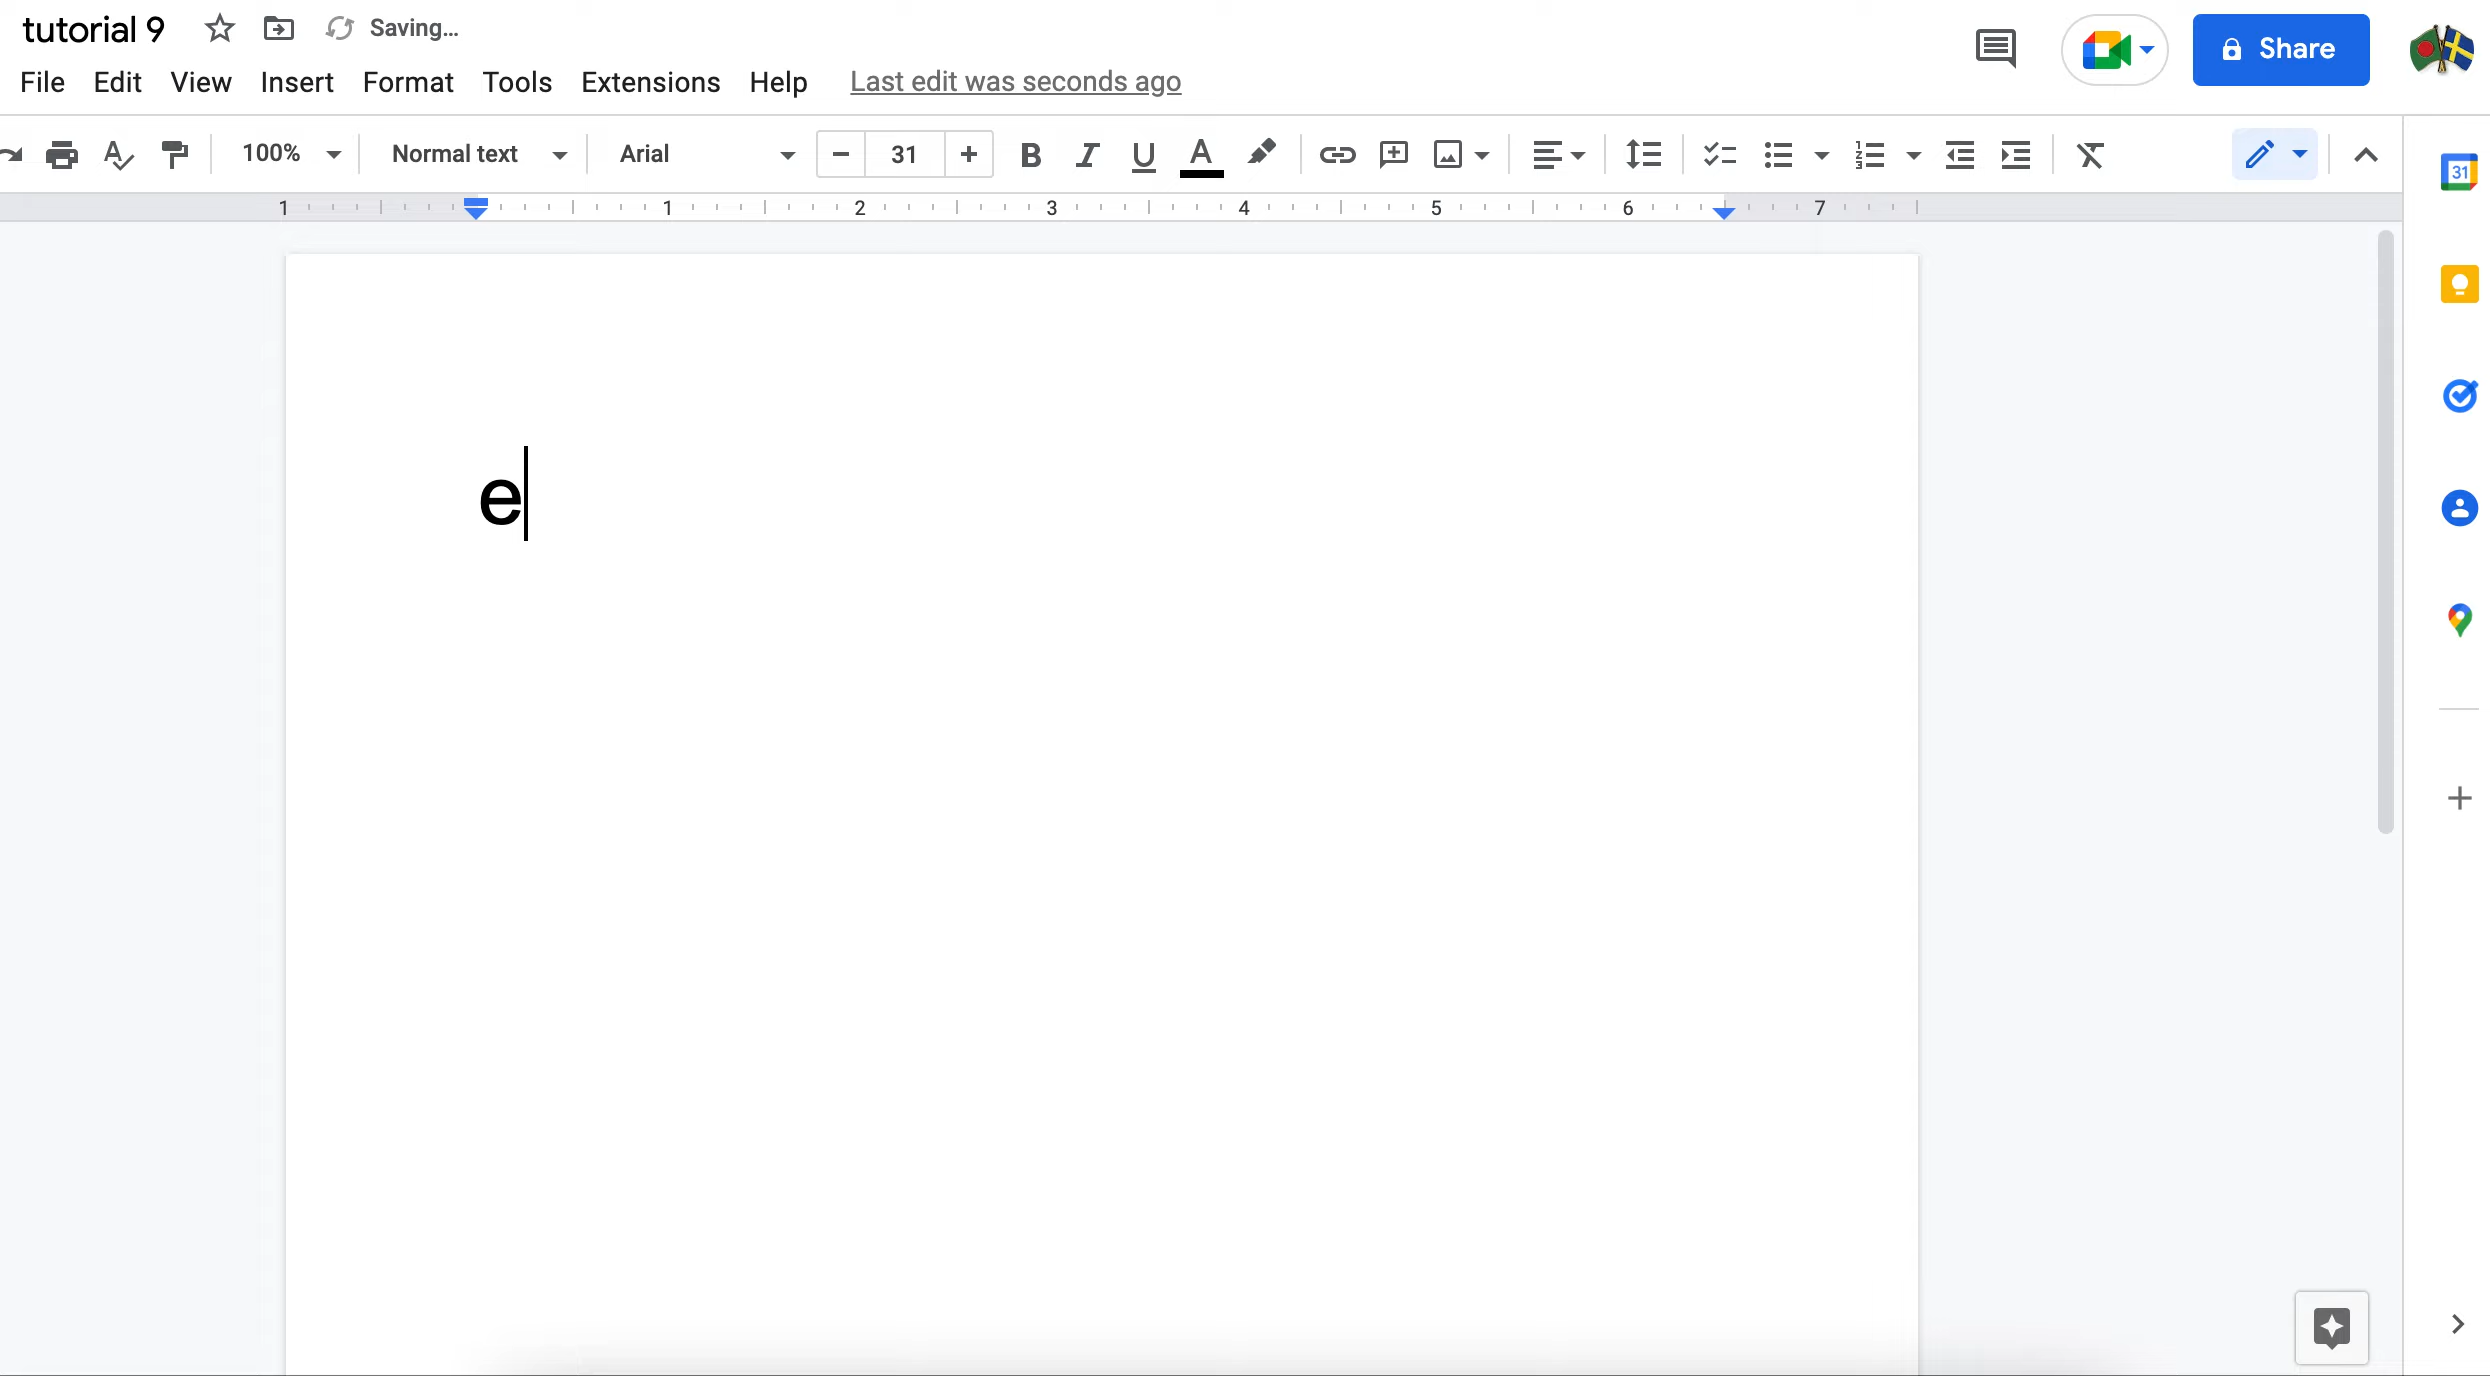 tutorial 9 Saving...
File Edit View Insert Format Tools Extensions Help Last edit was seconds ago
Share
100% Normal text Arial − 31 + B I U A
31
1 1 2 3 4 5 6 7
e